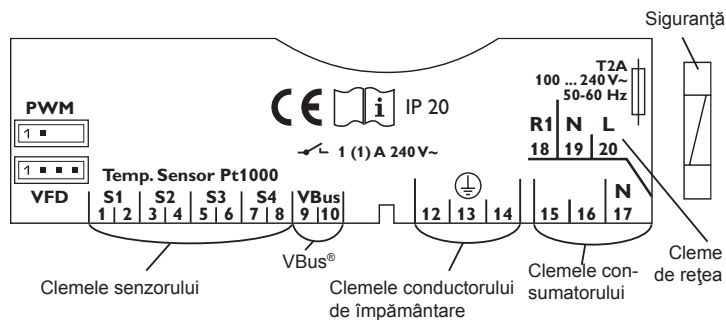 Siguranţă
T2A
100 ... 240 V~
50-60 Hz
PWM
1
CE i IP 20
R1 N L
18 19 20
1 (1) A 240 V~
1
VFD
Temp. Sensor Pt1000
S1 S2 S3 S4 VBus
1 2 3 4 5 6 7 8 9 10
12 13 14
N
15 16 17
Clemele senzorului
VBus®
Clemele conductorului
de împământare
Clemele con-
sumatorului
Cleme
de reţea